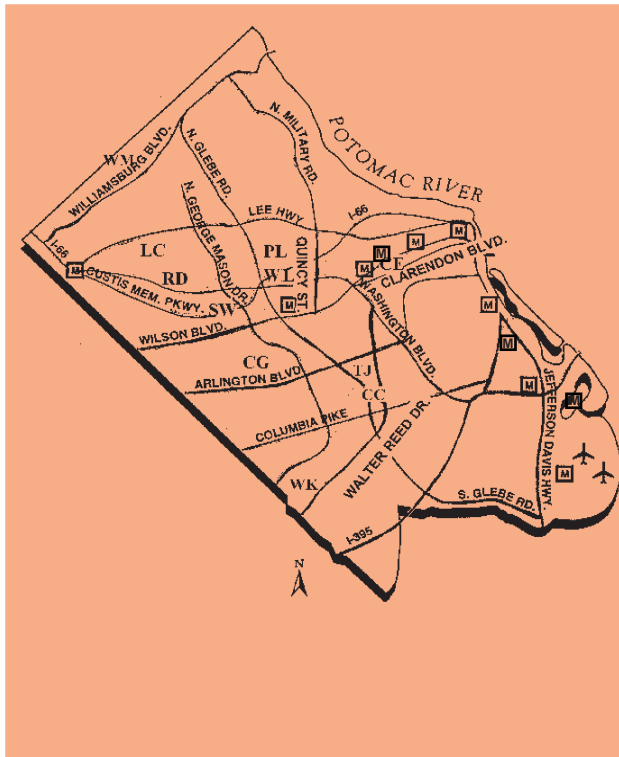 POTOMAC RIVER
N. MILITARY RD.
WM
WILLIAMSBURG BLVD.
N. GLEBE RD.
N. GEORGE MASON DR.
LEE HWY.
I-66
I-66
LC
PL
QUINCY ST.
M
M
M
M
CE
CLARENDON BLVD.
M
RD
WL
CUSTIS MEM. PKWY.
SW
M
WASHINGTON BLVD.
M
WILSON BLVD.
M
CG
TJ
ARLINGTON BLVD.
M
JEFFERSON DAVIS HWY.
CC
M
COLUMBIA PIKE
WALTER REED DR.
M
WK
S. GLEBE RD.
I-395
N